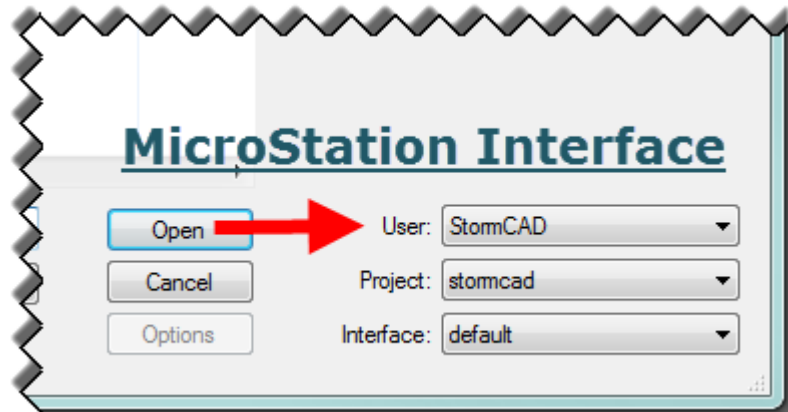 MicroStation Interface
Open User: StormCAD
Cancel Project: stormcad
Options Interface: default